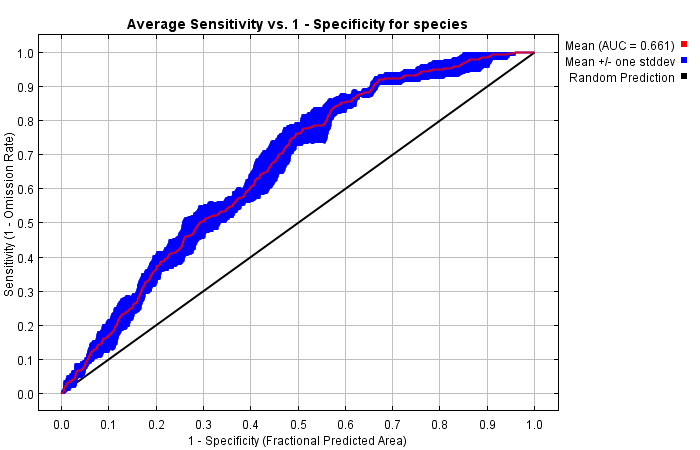 Average Sensitivity vs. 1 - Specificity for species
Mean (AUC = 0.661)
Mean +/- one stddev
Random Prediction
Sensitivity (1 - Omission Rate)
1.0
0.9
0.8
0.7
0.6
0.5
0.4
0.3
0.2
0.1
0.0
0.0 0.1 0.2 0.3 0.4 0.5 0.6 0.7 0.8 0.9 1.0
1 - Specificity (Fractional Predicted Area)